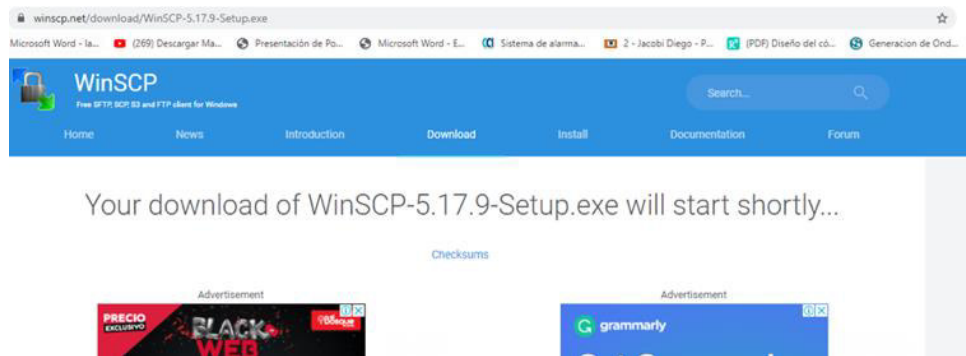 winscp.net/download/WinSCP-5.17.9-Setup.exe
Microsoft Word - la... (269) Descargar Ma... Presentación de Po... Microsoft Word - E... Sistema de alarma... 2 - Jacobi Diego - P... (PDF) Diseño del có... Generacion de Ond...
WinSCP
Free SFTP, SCP, S3 and FTP client for Windows
Search...
Home News Introduction Download Install Documentation Forum
Your download of WinSCP-5.17.9-Setup.exe will start shortly...
Checksums
Advertisement Advertisement
PRECIO
EXCLUSIVO
BLACK
WEB
grammarly